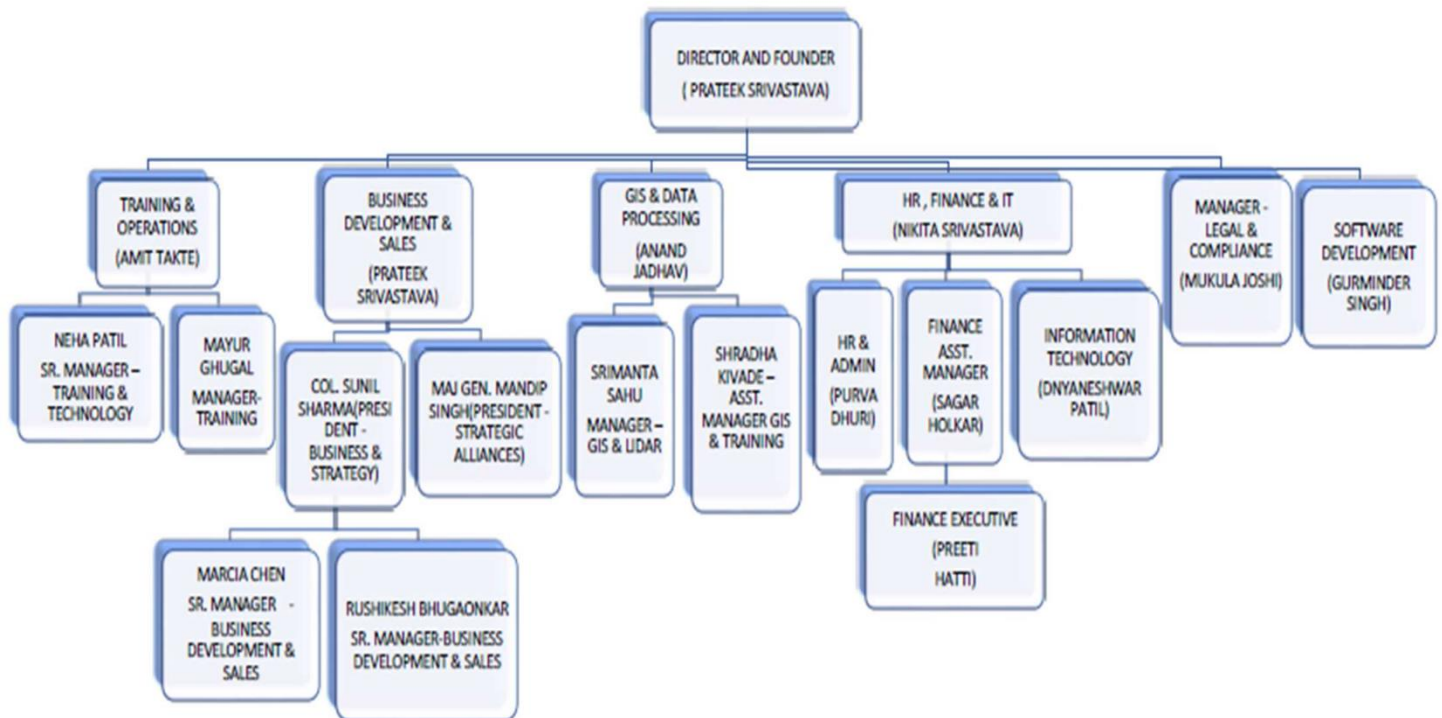 DIRECTOR AND FOUNDER
( PRATEEK SRIVASTAVA)
TRAINING &
OPERATIONS
(AMIT TAKTE)
BUSINESS
DEVELOPMENT &
SALES
(PRATEEK
SRIVASTAVA)
GIS & DATA
PROCESSING
(ANAND
JADHAV)
HR , FINANCE & IT
(NIKITA SRIVASTAVA)
MANAGER -
LEGAL &
COMPLIANCE
(MUKULA JOSHI)
SOFTWARE
DEVELOPMENT
(GURMINDER
SINGH)
NEHA PATIL
SR. MANAGER –
TRAINING &
TECHNOLOGY
MAYUR
GHUGAL
MANAGER-
TRAINING
COL. SUNIL
SHARMA(PRESI
DENT -
BUSINESS &
STRATEGY)
MAJ GEN. MANDIP
SINGH(PRESIDENT -
STRATEGIC
ALLIANCES)
SRIMANTA
SAHU
MANAGER –
GIS & LIDAR
SHRADHA
KIVADE –
ASST.
MANAGER GIS
& TRAINING
HR &
ADMIN
(PURVA
DHURI)
FINANCE
ASST.
MANAGER
(SAGAR
HOLKAR)
INFORMATION
TECHNOLOGY
(DNYANESHWAR
PATIL)
MARCIA CHEN
SR. MANAGER -
BUSINESS
DEVELOPMENT &
SALES
RUSHIKESH BHUGAONKAR
SR. MANAGER-BUSINESS
DEVELOPMENT & SALES
FINANCE EXECUTIVE
(PREETI
HATTI)